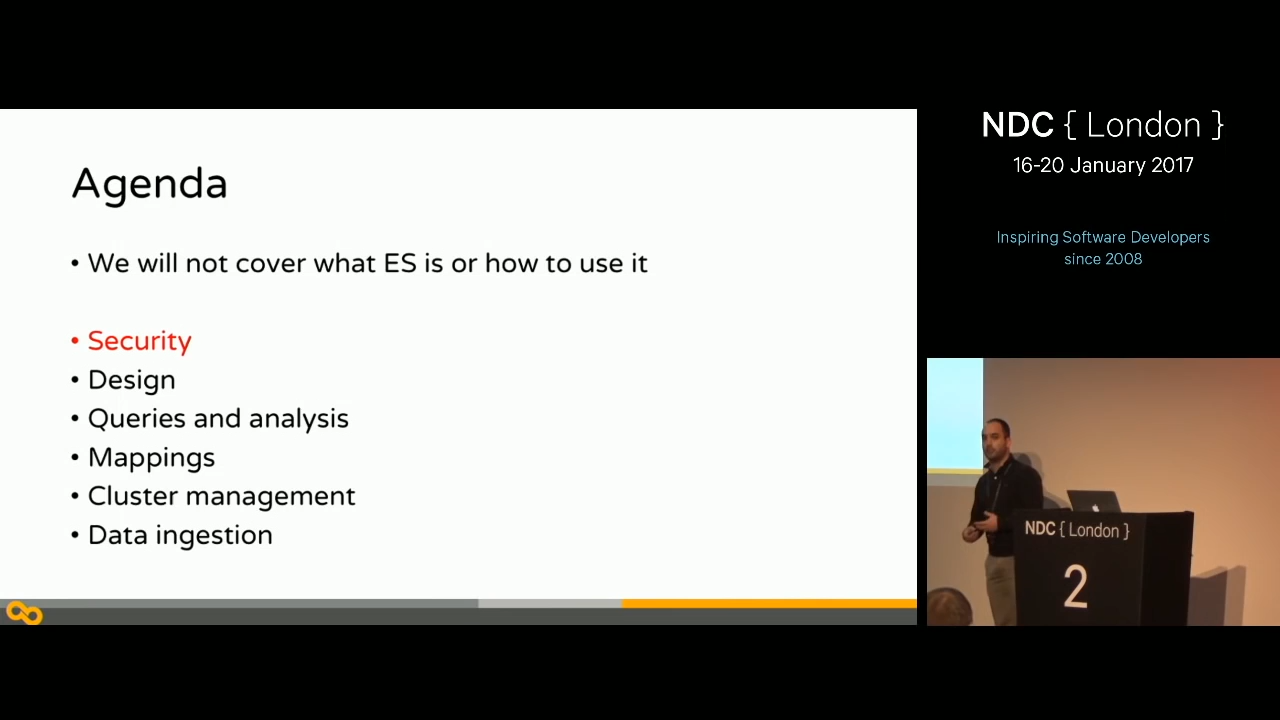 Agenda
• We will not cover what ES is or how to use it
• Security
• Design
• Queries and analysis
• Mappings
• Cluster management
• Data ingestion
NDC { London }
16-20 January 2017
Inspiring Software Developers
since 2008
NDC { London }
2